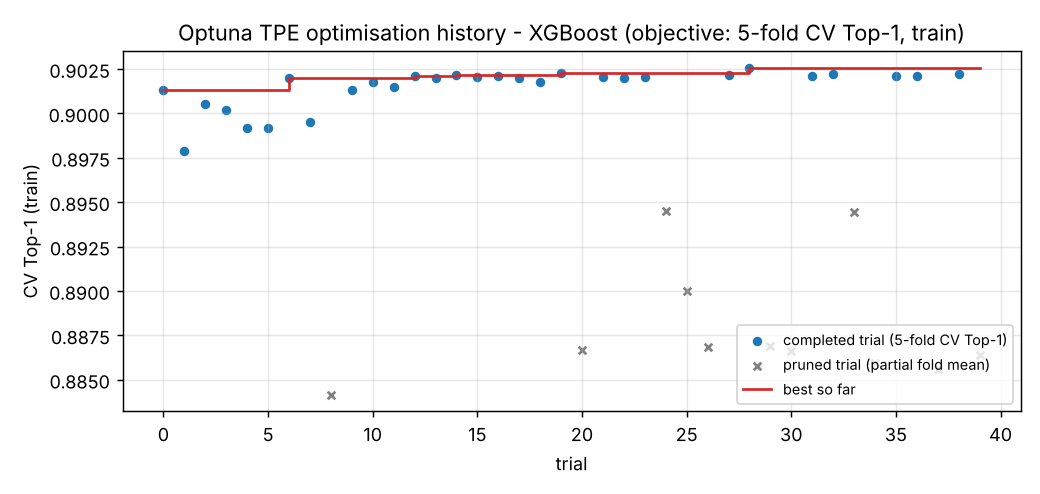 Optuna TPE optimisation history - XGBoost (objective: 5-fold CV Top-1, train)
CV Top-1 (train)
0.9025
0.9000
0.8975
0.8950
0.8925
0.8900
0.8875
0.8850
completed trial (5-fold CV Top-1)
pruned trial (partial fold mean)
best so far
0 5 10 15 20 25 30 35 40
trial